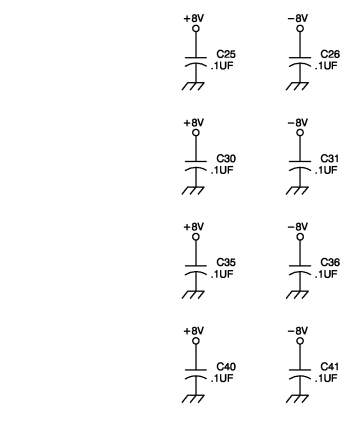 +8V −8V
C25 C26
.1UF .1UF
+8V −8V
C30 C31
.1UF .1UF
+8V −8V
C35 C36
.1UF .1UF
+8V −8V
C40 C41
.1UF .1UF